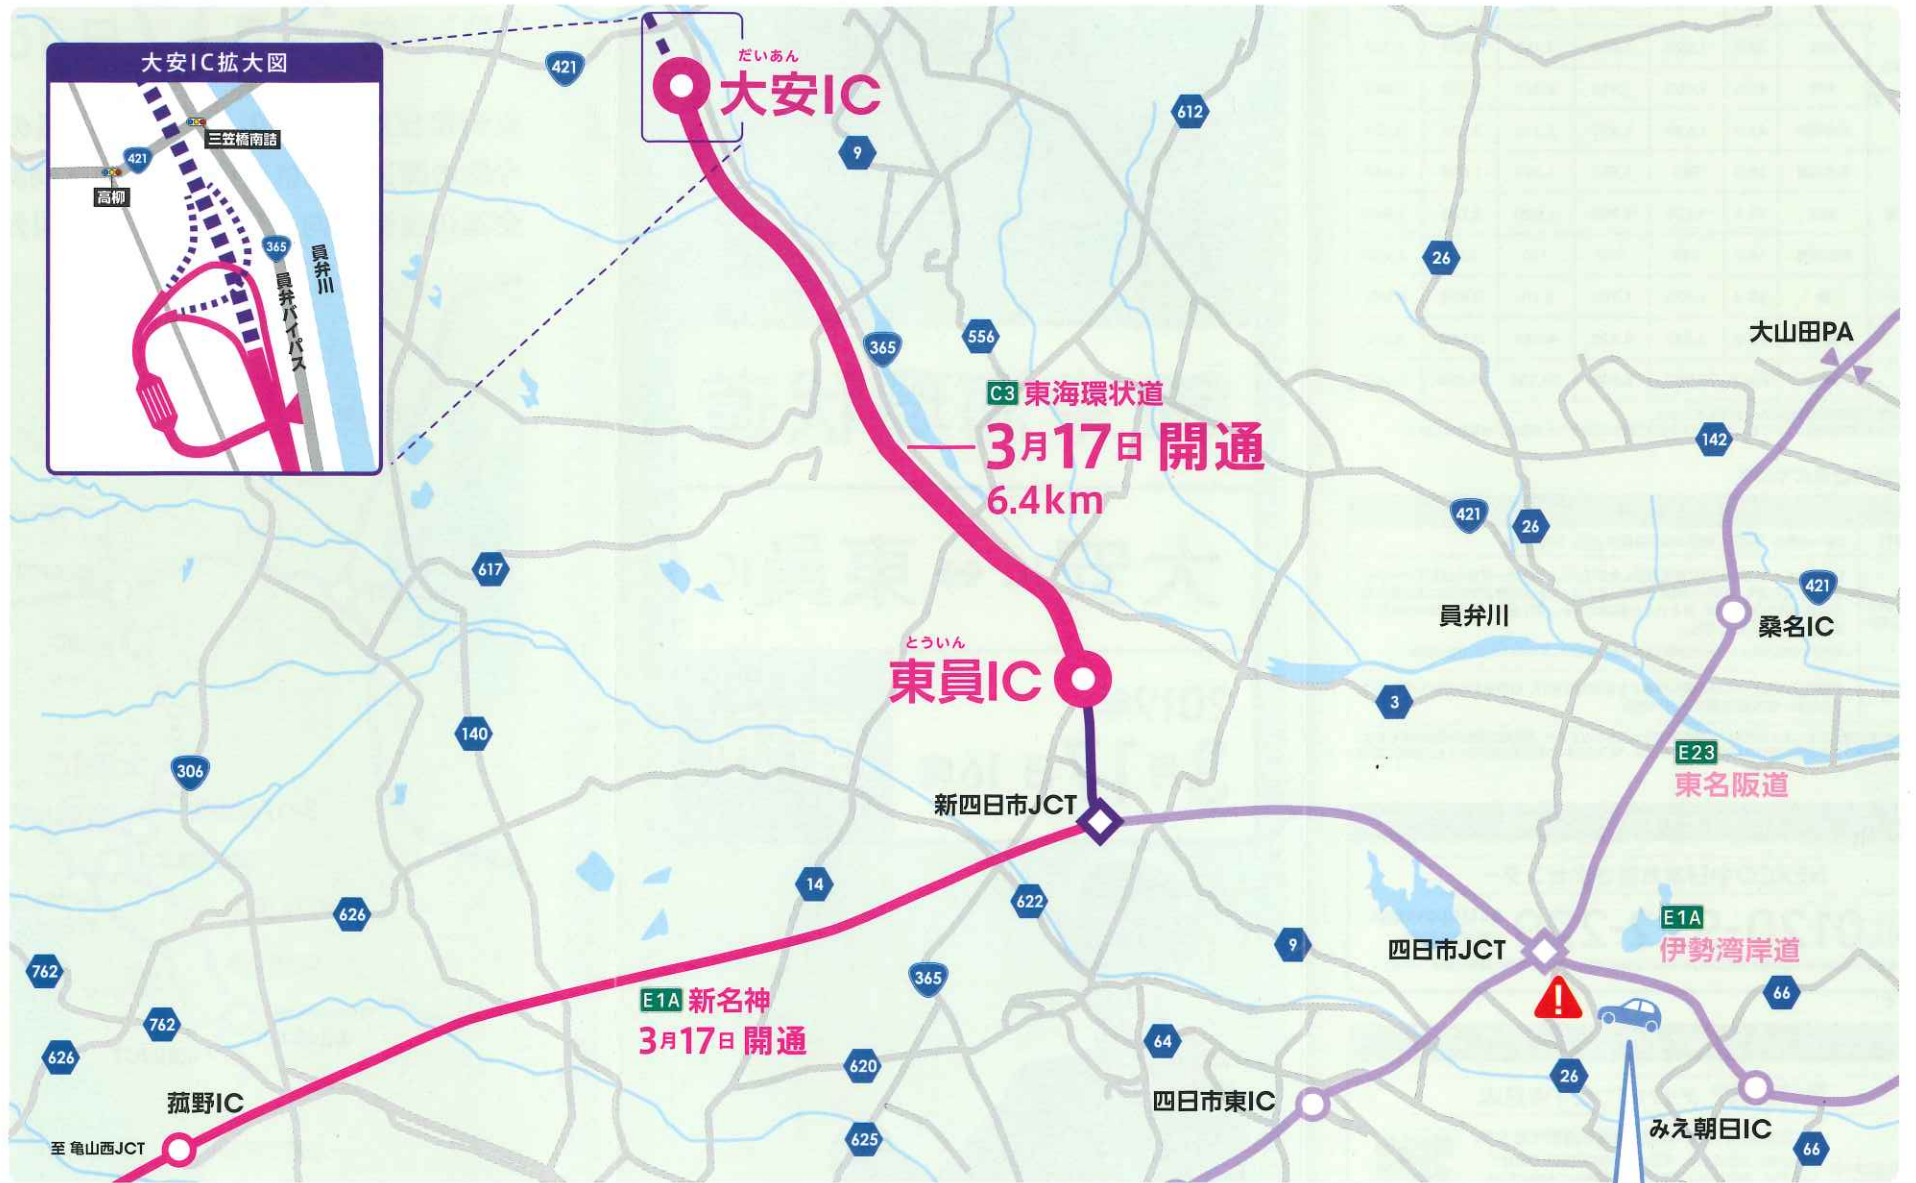 大安IC拡大図
三笠橋南詰
421
高柳
365
員弁バイパス
員弁川
421
だいあん
大安IC
9
612
26
365
556
大山田PA
C3 東海環状道
3月17日 開通
6.4km
142
421
26
617
421
員弁川
桑名IC
とういん
東員IC
3
140
306
E23
東名阪道
新四日市JCT
14
622
626
9
四日市JCT
E1A
伊勢湾岸道
762
365
66
E1A 新名神
3月17日 開通
762
626
620
64
26
菰野IC
四日市東IC
みえ朝日IC
至 亀山西JCT
625
66